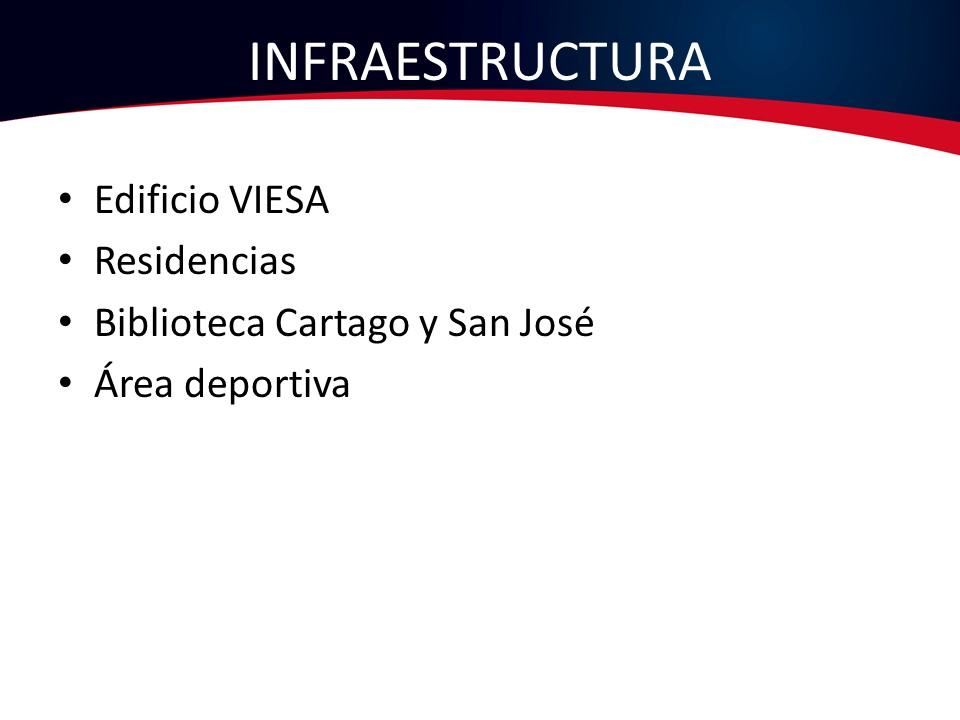 INFRAESTRUCTURA
• Edificio VIESA
• Residencias
• Biblioteca Cartago y San José
• Área deportiva